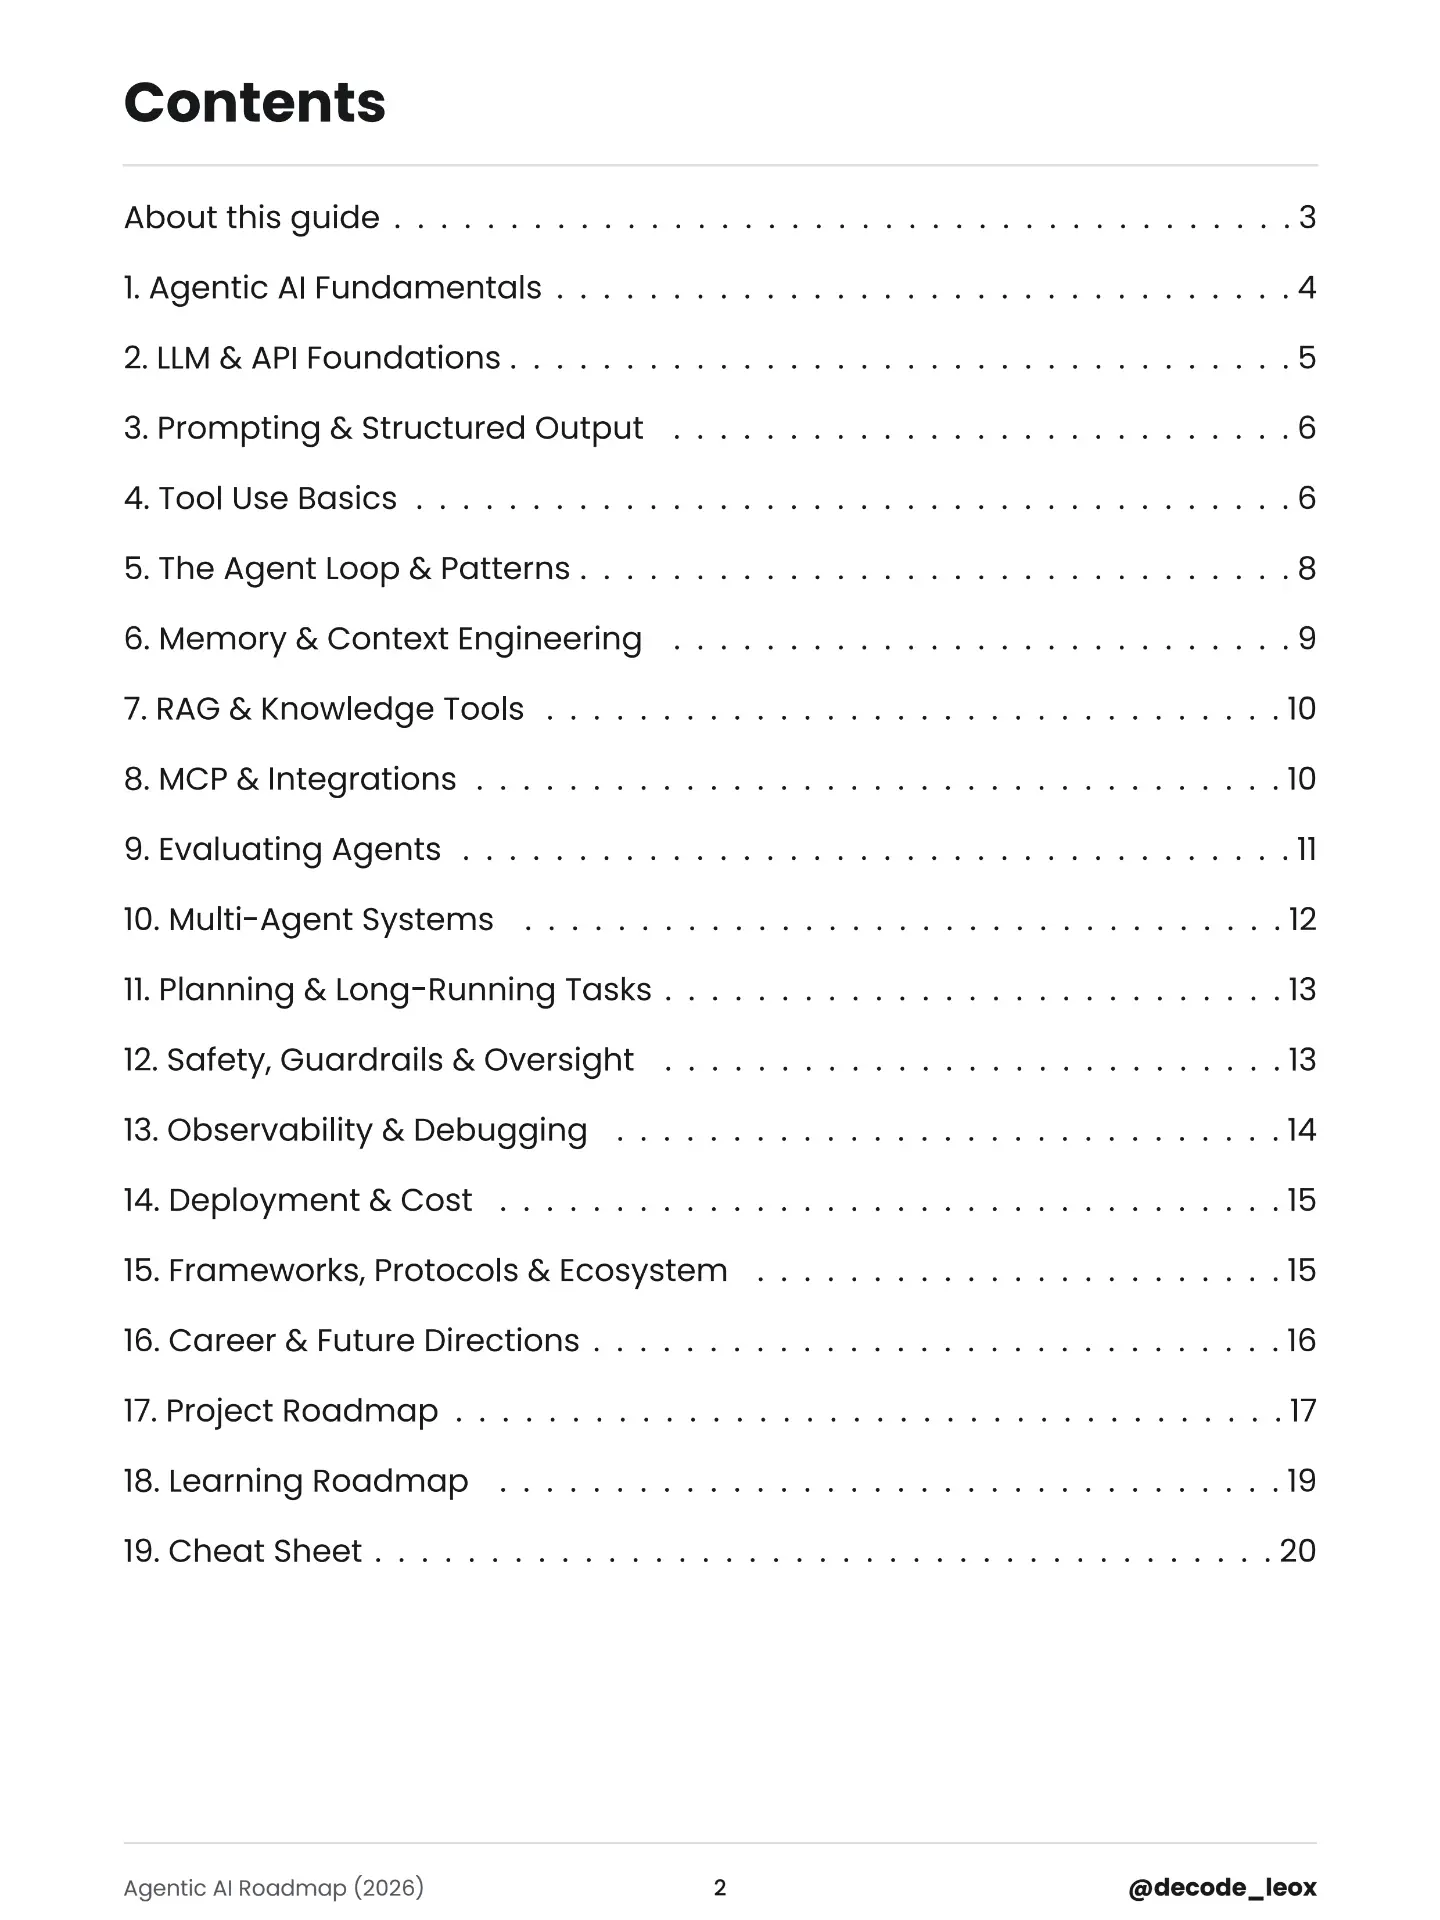 Contents
About this guide . . . . . . . . . . . . . . . . . . . . . . . . . . . . . . . . . . . . . . . 3
1. Agentic AI Fundamentals . . . . . . . . . . . . . . . . . . . . . . . . . . . . . . . . 4
2. LLM & API Foundations . . . . . . . . . . . . . . . . . . . . . . . . . . . . . . . . . . 5
3. Prompting & Structured Output . . . . . . . . . . . . . . . . . . . . . . . . . . . 6
4. Tool Use Basics . . . . . . . . . . . . . . . . . . . . . . . . . . . . . . . . . . . . . . 6
5. The Agent Loop & Patterns . . . . . . . . . . . . . . . . . . . . . . . . . . . . . . . 8
6. Memory & Context Engineering . . . . . . . . . . . . . . . . . . . . . . . . . . . 9
7. RAG & Knowledge Tools . . . . . . . . . . . . . . . . . . . . . . . . . . . . . . . . 10
8. MCP & Integrations . . . . . . . . . . . . . . . . . . . . . . . . . . . . . . . . . . . 10
9. Evaluating Agents . . . . . . . . . . . . . . . . . . . . . . . . . . . . . . . . . . . . 11
10. Multi-Agent Systems . . . . . . . . . . . . . . . . . . . . . . . . . . . . . . . . . 12
11. Planning & Long-Running Tasks . . . . . . . . . . . . . . . . . . . . . . . . . . . 13
12. Safety, Guardrails & Oversight . . . . . . . . . . . . . . . . . . . . . . . . . . . 13
13. Observability & Debugging . . . . . . . . . . . . . . . . . . . . . . . . . . . . . 14
14. Deployment & Cost . . . . . . . . . . . . . . . . . . . . . . . . . . . . . . . . . . 15
15. Frameworks, Protocols & Ecosystem . . . . . . . . . . . . . . . . . . . . . . . 15
16. Career & Future Directions . . . . . . . . . . . . . . . . . . . . . . . . . . . . . . 16
17. Project Roadmap . . . . . . . . . . . . . . . . . . . . . . . . . . . . . . . . . . . . 17
18. Learning Roadmap . . . . . . . . . . . . . . . . . . . . . . . . . . . . . . . . . . 19
19. Cheat Sheet . . . . . . . . . . . . . . . . . . . . . . . . . . . . . . . . . . . . . . . 20
Agentic AI Roadmap (2026) 2 @decode_leox